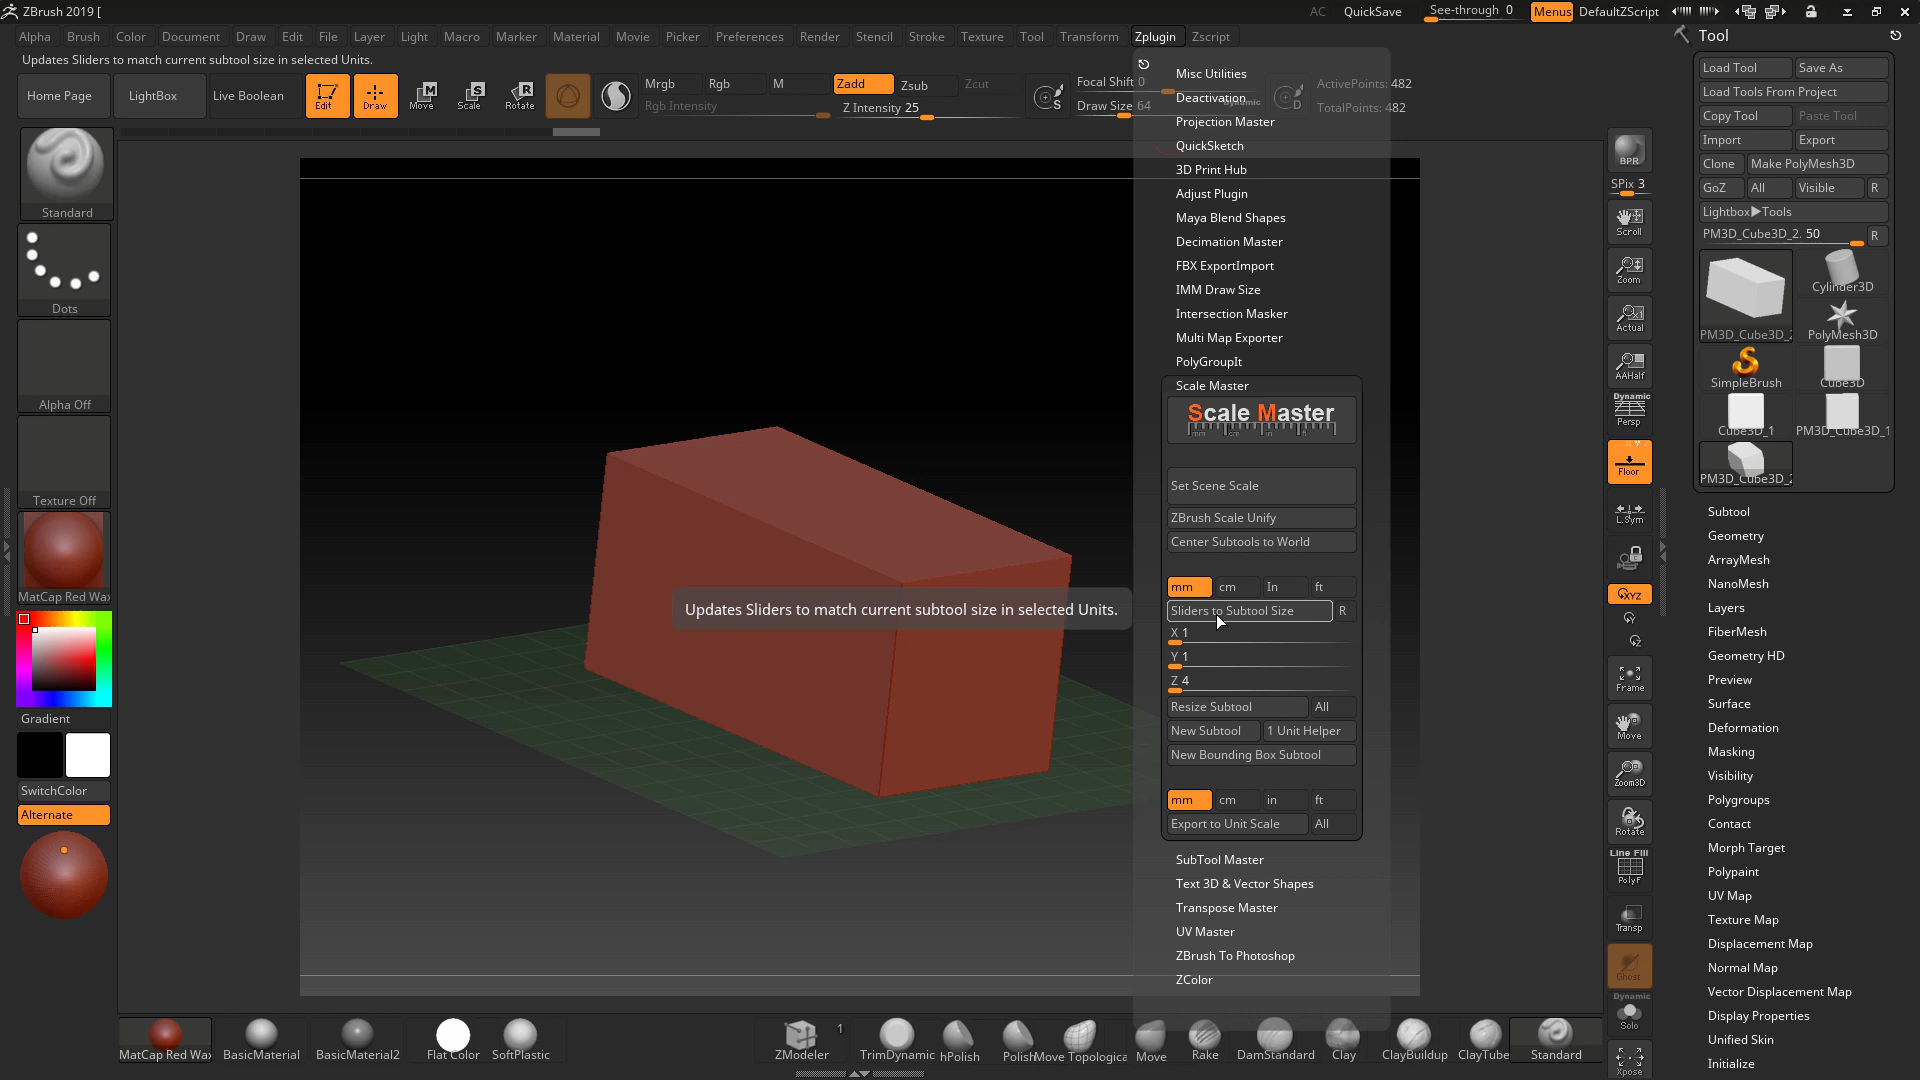 ZBrush 2019 [
AC QuickSave See-through 0 Menus DefaultZScript
Alpha Brush Color Document Draw Edit File Layer Light Macro Marker Material Movie Picker Preferences Render Stencil Stroke Texture Tool Transform Zplugin Zscript
Updates Sliders to match current subtool size in selected Units.
Home Page LightBox Live Boolean Edit Draw Move Scale Rotate
Mrgb Rgb M Zadd Zsub Zcut
Rgb Intensity Z Intensity 25
Focal Shift 0
Draw Size 64 Dynamic
ActivePoints: 482
TotalPoints: 482
Standard
Dots
Alpha Off
Texture Off
MatCap Red Wax
Gradient
SwitchColor
Alternate
Misc Utilities
Deactivation
Projection Master
QuickSketch
3D Print Hub
Adjust Plugin
Maya Blend Shapes
Decimation Master
FBX ExportImport
IMM Draw Size
Intersection Masker
Multi Map Exporter
PolyGroupIt
Scale Master
Scale Master
mm cm in ft
Set Scene Scale
ZBrush Scale Unify
Center Subtools to World
mm cm In ft
Sliders to Subtool Size R
X 1
Y 1
Z 4
Resize Subtool All
New Subtool 1 Unit Helper
New Bounding Box Subtool
mm cm in ft
Export to Unit Scale All
SubTool Master
Text 3D & Vector Shapes
Transpose Master
UV Master
ZBrush To Photoshop
ZColor
Updates Sliders to match current subtool size in selected Units.
BPR
SPix 3
Scroll
Zoom
Actual
AAHalf
Dynamic
Persp
Floor
L.Sym
XYZ
Y
Z
Frame
Move
Zoom3D
Rotate
Line Fill
PolyF
Transp
Ghost
Dynamic
Solo
Xpose
Tool
Load Tool Save As
Load Tools From Project
Copy Tool Paste Tool
Import Export
Clone Make PolyMesh3D
GoZ All Visible R
Lightbox▶Tools
PM3D_Cube3D_2. 50 R
PM3D_Cube3D_2 Cylinder3D
PolyMesh3D
SimpleBrush Cube3D
Cube3D_1 PM3D_Cube3D_1
PM3D_Cube3D_2
Subtool
Geometry
ArrayMesh
NanoMesh
Layers
FiberMesh
Geometry HD
Preview
Surface
Deformation
Masking
Visibility
Polygroups
Contact
Morph Target
Polypaint
UV Map
Texture Map
Displacement Map
Normal Map
Vector Displacement Map
Display Properties
Unified Skin
Initialize
MatCap Red Wax BasicMaterial BasicMaterial2 Flat Color SoftPlastic
1
ZModeler TrimDynamic hPolish Polish Move Topologica Move Rake DamStandard Clay ClayBuildup ClayTube Standard